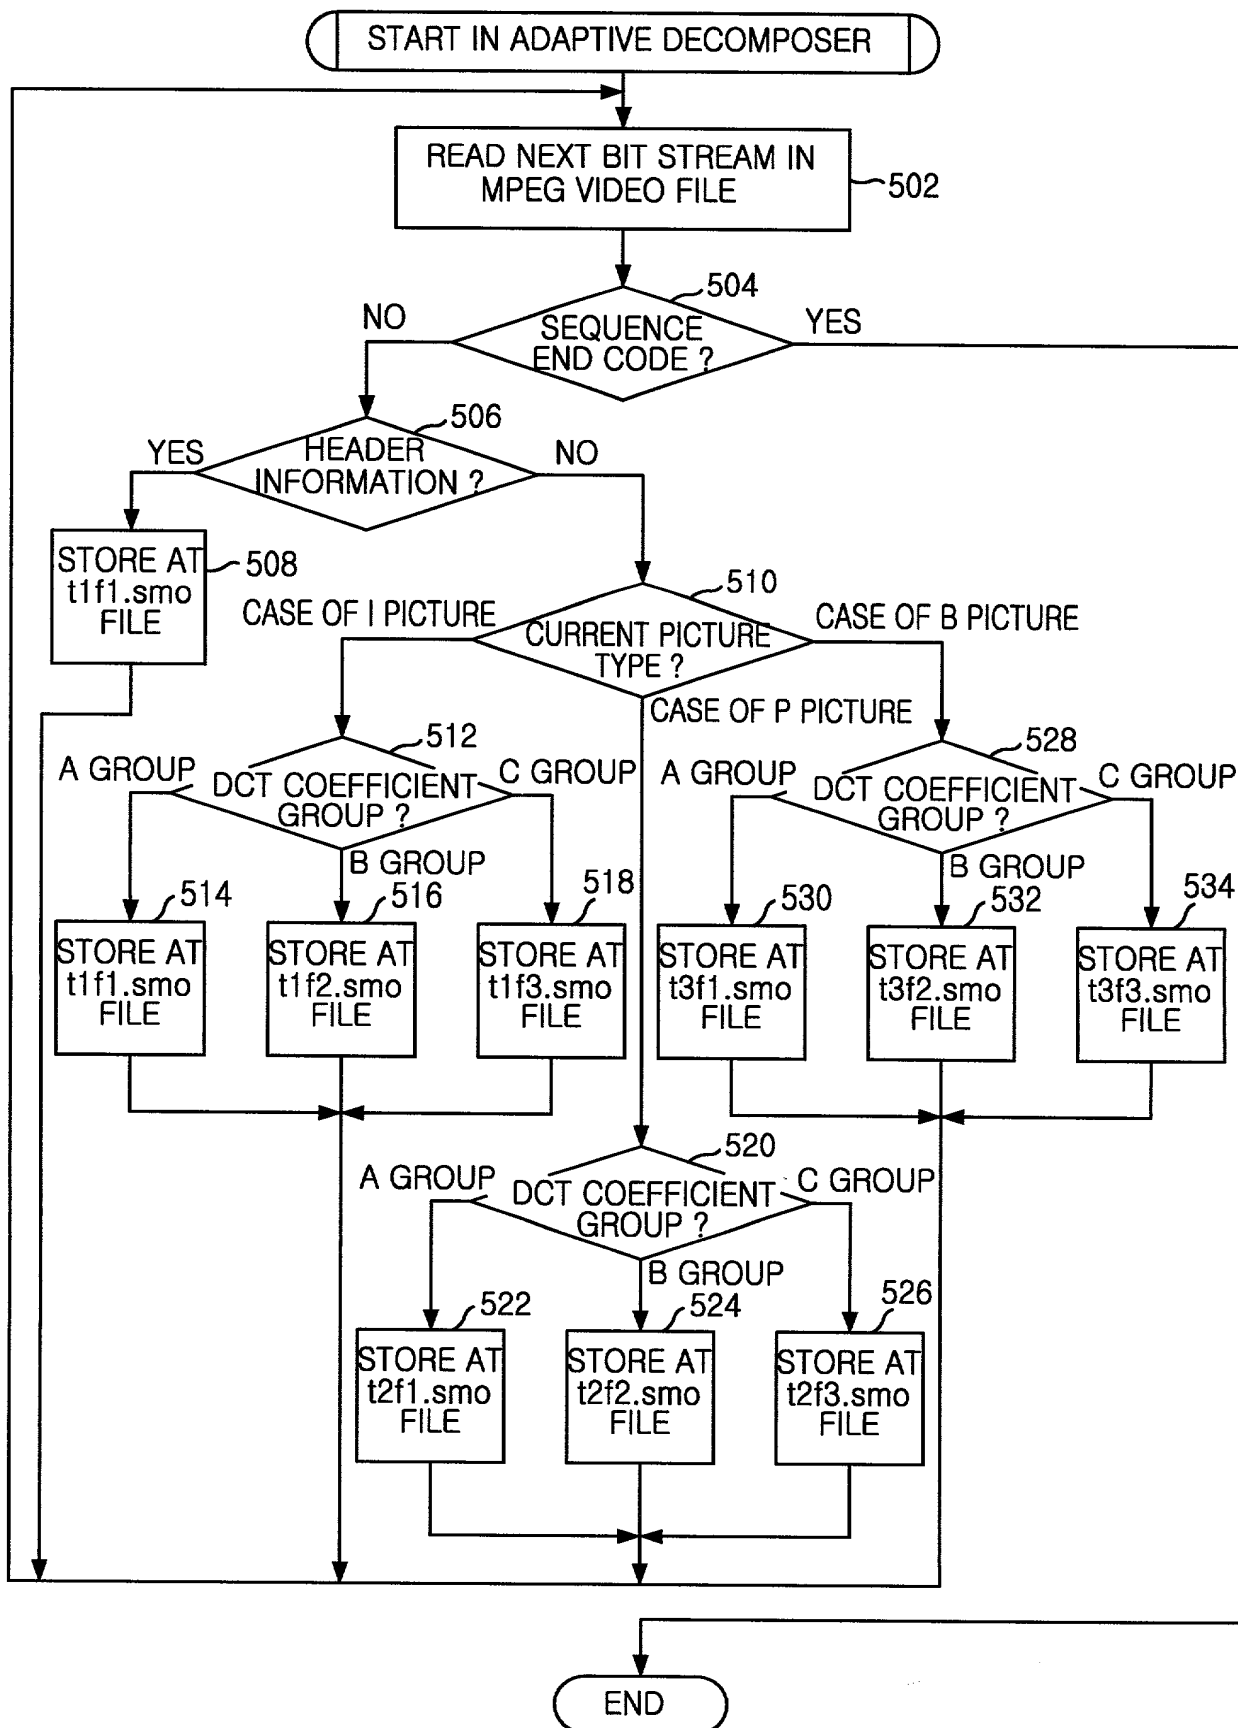 START IN ADAPTIVE DECOMPOSER
READ NEXT BIT STREAM IN
MPEG VIDEO FILE
502
504
NO
SEQUENCE
END CODE ?
YES
506
YES
HEADER
INFORMATION ?
NO
STORE AT
t1f1.smo
FILE
508
510
CASE OF I PICTURE
CURRENT PICTURE
TYPE ?
CASE OF B PICTURE
CASE OF P PICTURE
512
A GROUP
DCT COEFFICIENT
GROUP ?
C GROUP
B GROUP
528
A GROUP
DCT COEFFICIENT
GROUP ?
C GROUP
B GROUP
514
STORE AT
t1f1.smo
FILE
516
STORE AT
t1f2.smo
FILE
518
STORE AT
t1f3.smo
FILE
530
STORE AT
t3f1.smo
FILE
532
STORE AT
t3f2.smo
FILE
534
STORE AT
t3f3.smo
FILE
520
A GROUP
DCT COEFFICIENT
GROUP ?
C GROUP
B GROUP
522
STORE AT
t2f1.smo
FILE
524
STORE AT
t2f2.smo
FILE
526
STORE AT
t2f3.smo
FILE
END